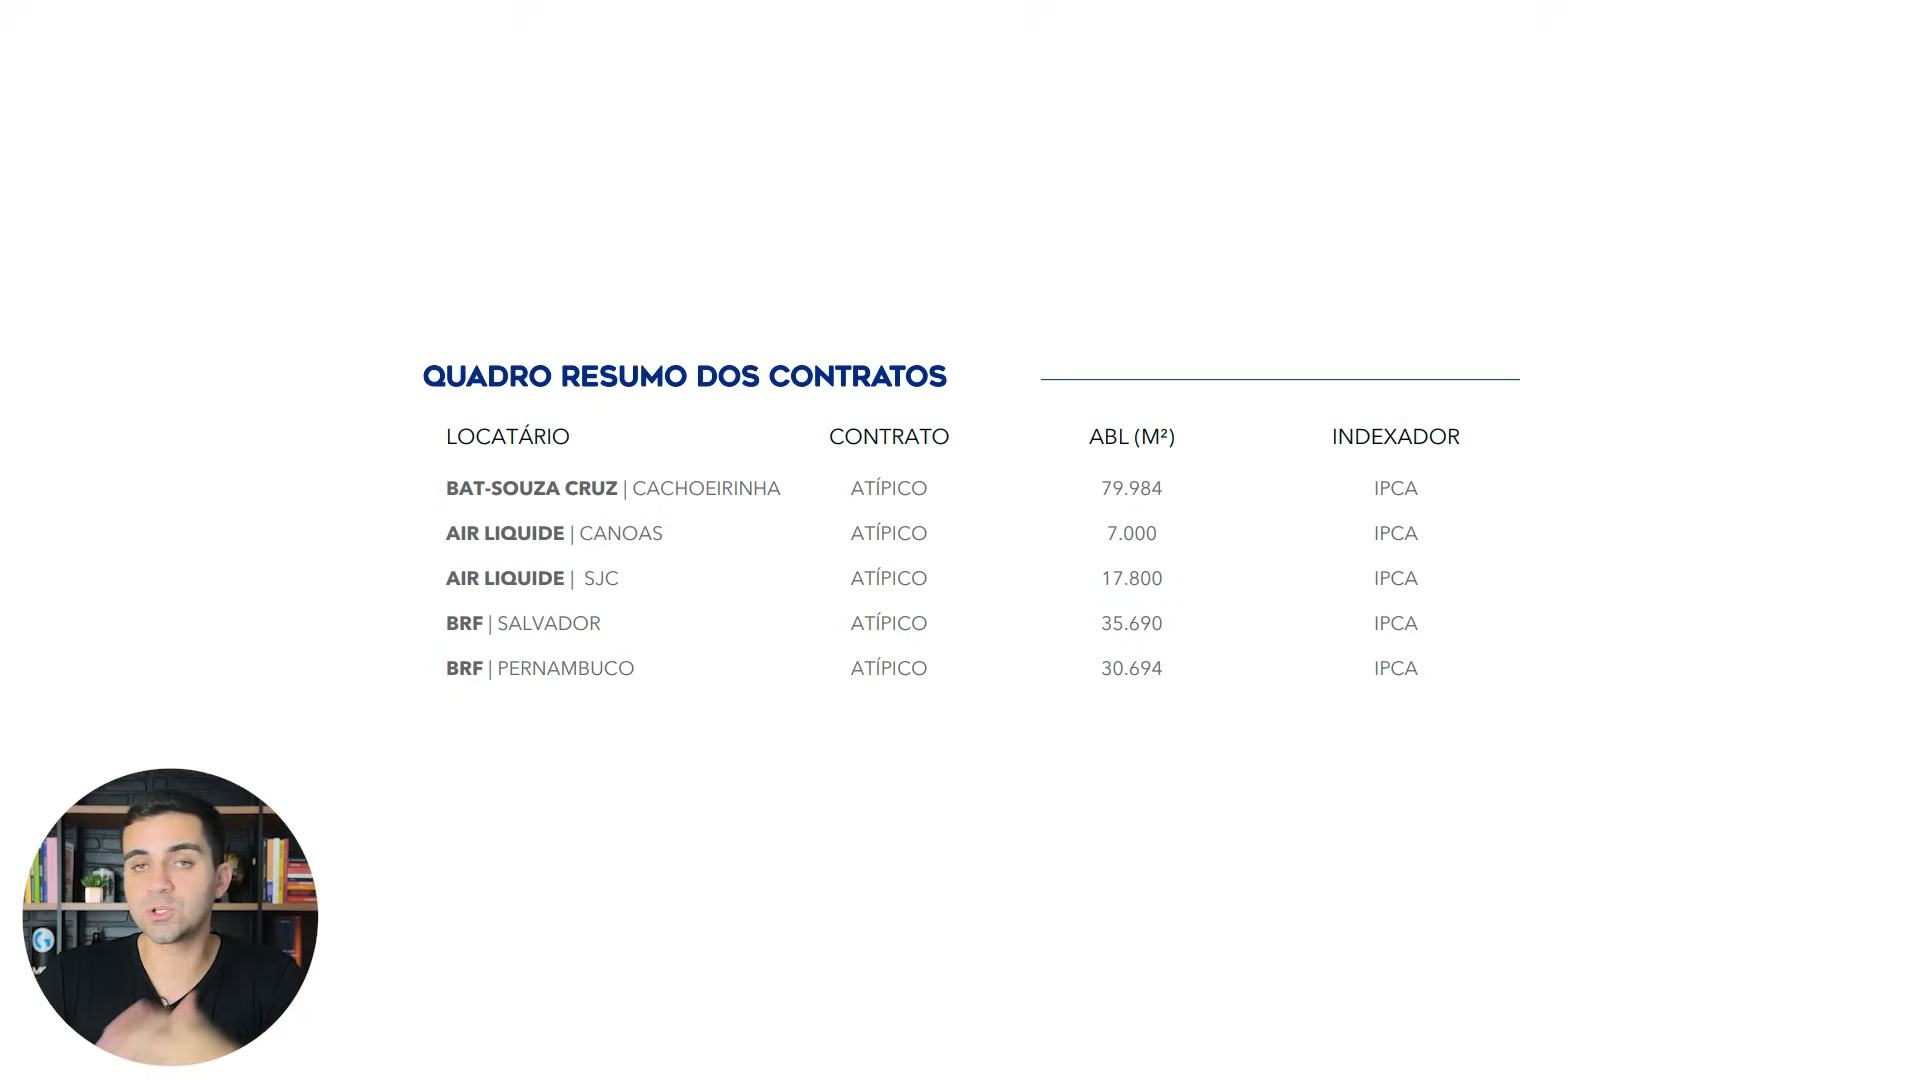 QUADRO RESUMO DOS CONTRATOS
LOCATÁRIO CONTRATO ABL (M²) INDEXADOR
BAT-SOUZA CRUZ | CACHOEIRINHA ATÍPICO 79.984 IPCA
AIR LIQUIDE | CANOAS ATÍPICO 7.000 IPCA
AIR LIQUIDE | SJC ATÍPICO 17.800 IPCA
BRF | SALVADOR ATÍPICO 35.690 IPCA
BRF | PERNAMBUCO ATÍPICO 30.694 IPCA